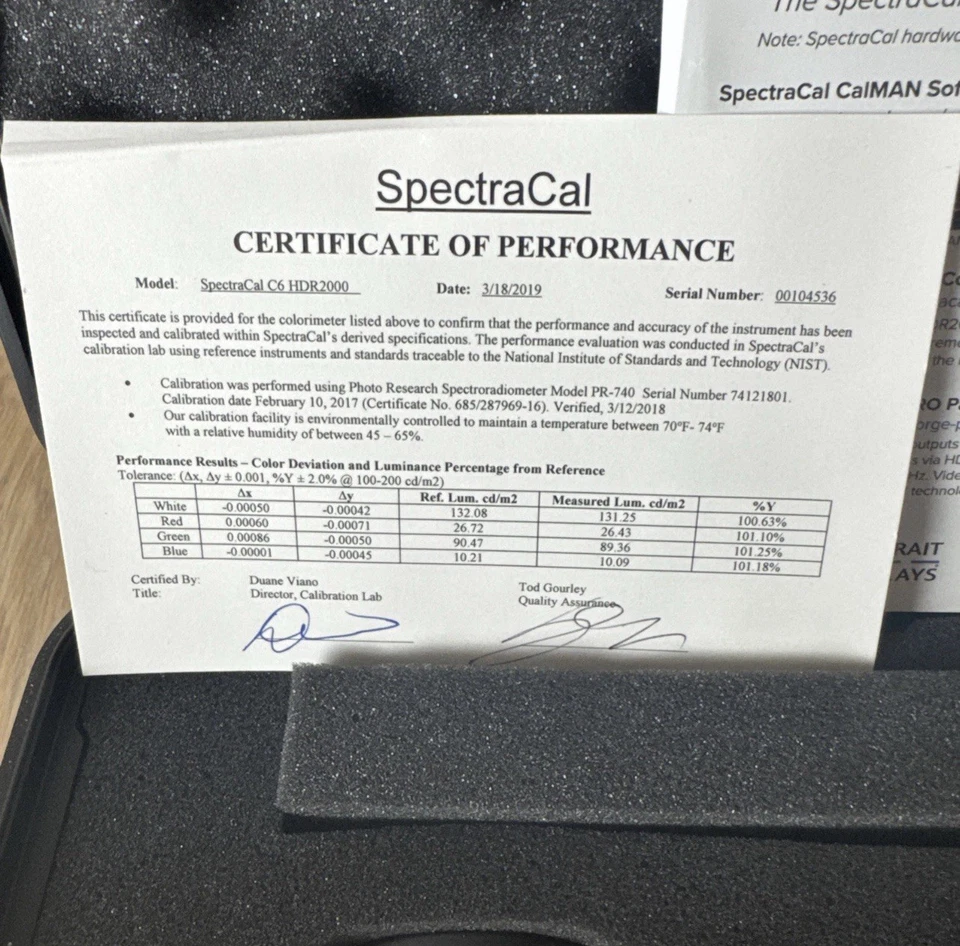 The SpectraCal
Note: SpectraCal
SpectraCal CalMAN
SpectraCal
CERTIFICATE OF PERFORMANCE
Model: SpectraCal C6 HDR2000 Date: 3/18/2019 Serial Number: 00104536
This certificate is provided for the colorimeter listed above to confirm that the performance and accuracy of the instrument has been
inspected and calibrated within SpectraCal's derived specifications. The performance evaluation was conducted in SpectraCal's
calibration lab using reference instruments and standards traceable to the National Institute of Standards and Technology (NIST).
• Calibration was performed using Photo Research Spectroradiometer Model PR-740 Serial Number 74121801.
Calibration date February 10, 2017 (Certificate No. 685/287969-16). Verified, 3/12/2018
• Our calibration facility is environmentally controlled to maintain a temperature between 70°F- 74°F
with a relative humidity of between 45 – 65%.
Performance Results – Color Deviation and Luminance Percentage from Reference
Tolerance: (Δx, Δy ± 0.001, %Y ± 2.0% @ 100-200 cd/m2)
Δx Δy Ref. Lum. cd/m2 Measured Lum. cd/m2 %Y
White -0.00050 -0.00042 132.08 131.25 100.63%
Red 0.00060 -0.00071 26.72 26.43 101.10%
Green 0.00086 -0.00050 90.47 89.36 101.25%
Blue -0.00001 -0.00045 10.21 10.09 101.18%
Certified By: Duane Viano Tod Gourley
Title: Director, Calibration Lab Quality Assurance
the
O P
orge-p
utputs
s via HD
Hz. Vide
technol
RAIT
AYS